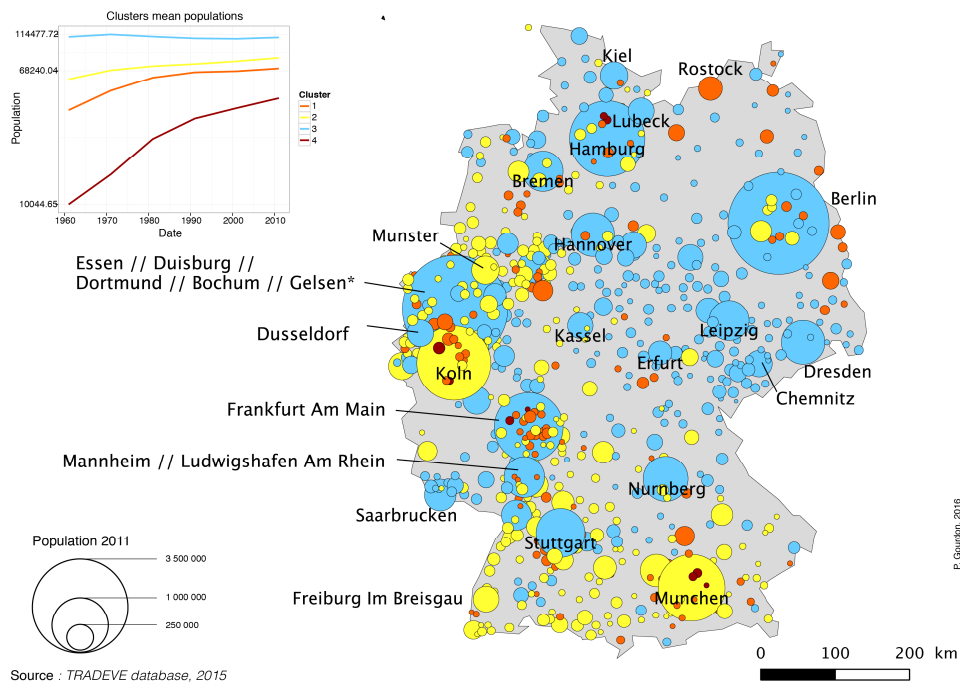 Clusters mean populations
114477.72
68240.04
10044.65
Population
1960 1970 1980 1990 2000 2010
Date
Cluster
1
2
3
4
Kiel
Rostock
Lubeck
Hamburg
Bremen
Berlin
Munster
Hannover
Essen // Duisburg //
Dortmund // Bochum // Gelsen*
Dusseldorf
Kassel
Leipzig
Koln
Erfurt
Dresden
Chemnitz
Frankfurt Am Main
Mannheim // Ludwigshafen Am Rhein
Nurnberg
Saarbrucken
Stuttgart
Freiburg Im Breisgau
Munchen
Population 2011
3 500 000
1 000 000
250 000
P. Gourdon, 2016
0 100 200 km
Source : TRADEVE database, 2015